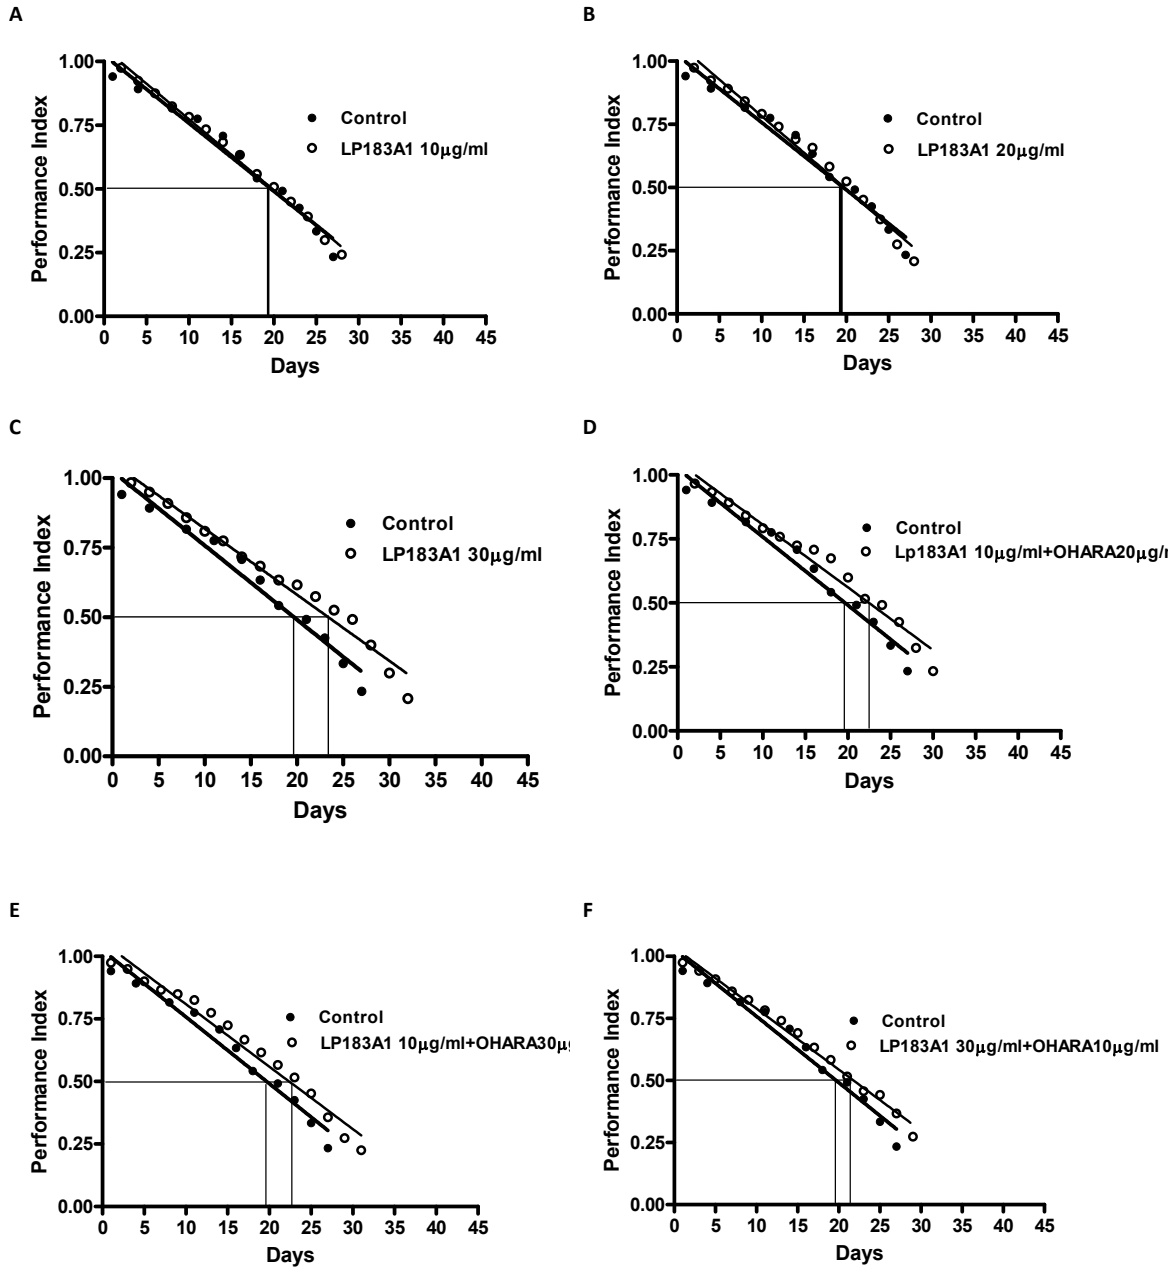 A
1.00
0.75
0.50
0.25
0.00
Performance Index
Control
LP183A1 10µg/ml
0 5 10 15 20 25 30 35 40 45
Days
B
1.00
0.75
0.50
0.25
0.00
Performance Index
Control
LP183A1 20µg/ml
0 5 10 15 20 25 30 35 40 45
Days
C
1.00
0.75
0.50
0.25
0.00
Performance Index
Control
LP183A1 30µg/ml
0 5 10 15 20 25 30 35 40 45
Days
D
1.00
0.75
0.50
0.25
0.00
Performance Index
Control
Lp183A1 10µg/ml+OHARA20µg/
0 5 10 15 20 25 30 35 40 45
Days
E
1.00
0.75
0.50
0.25
0.00
Performance Index
Control
LP183A1 10µg/ml+OHARA30µ
0 5 10 15 20 25 30 35 40 45
Days
F
1.00
0.75
0.50
0.25
0.00
Performance Index
Control
LP183A1 30µg/ml+OHARA10µg/ml
0 5 10 15 20 25 30 35 40 45
Days